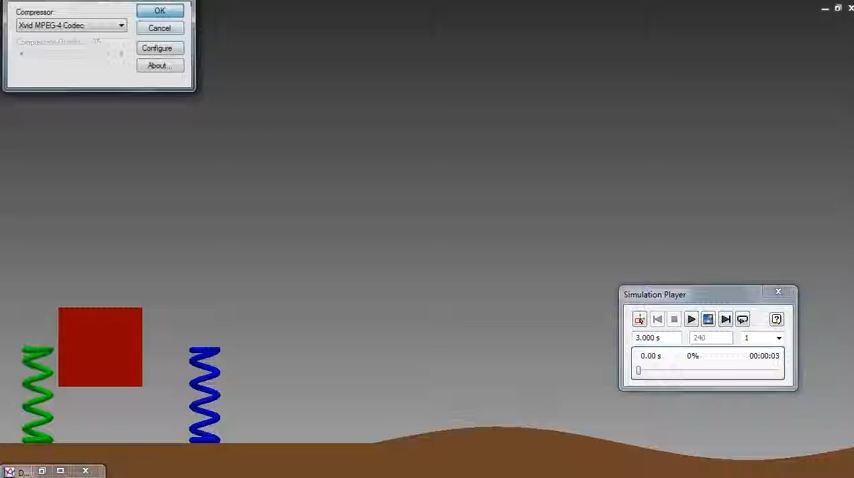 Compressor:
OK
Xvid MPEG-4 Codec
Cancel
Configure
About...
Simulation Player
3.000 s
240
1
0.00 s
0%
00:00:03
D...